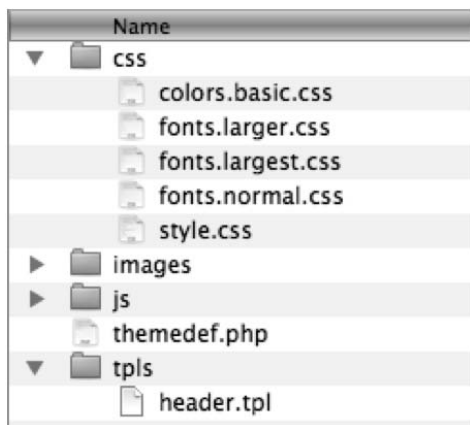 Name
css
colors.basic.css
fonts.larger.css
fonts.largest.css
fonts.normal.css
style.css
images
js
themedef.php
tpls
header.tpl